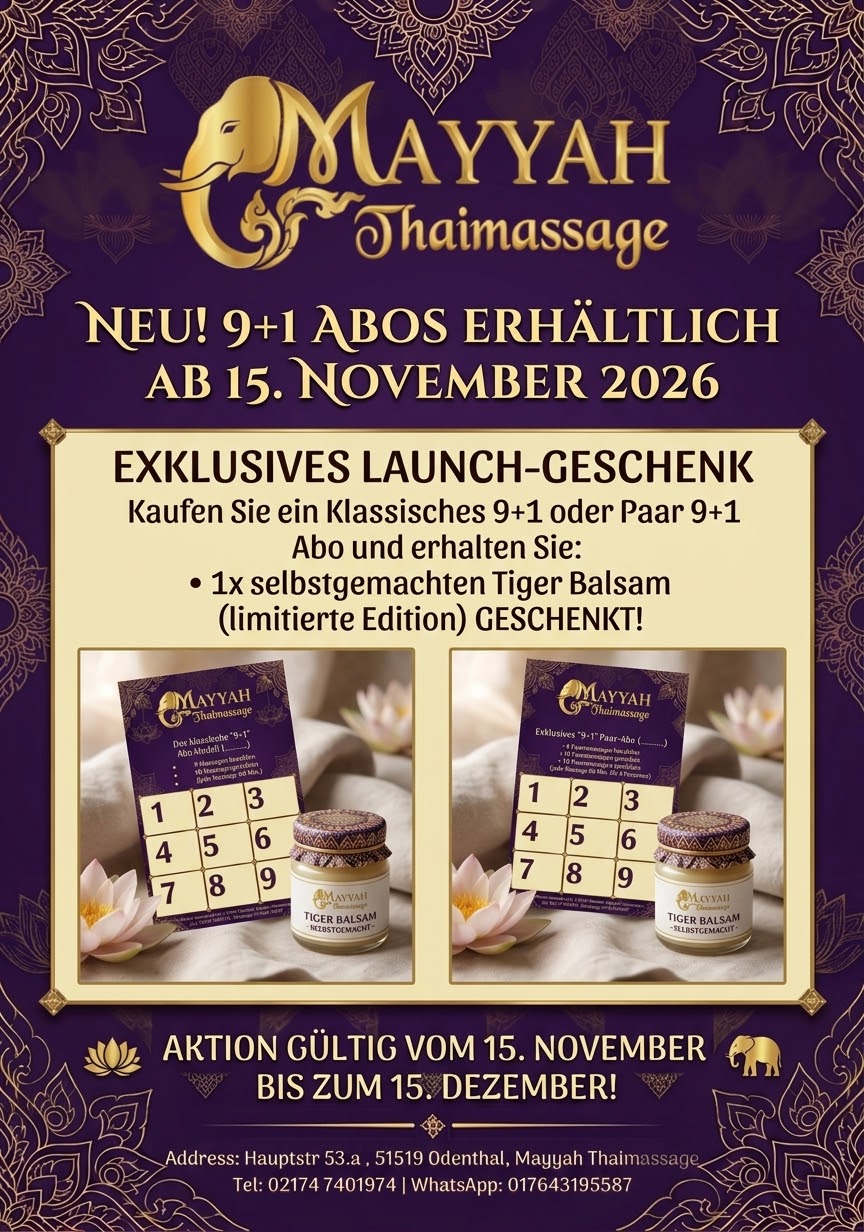 MAYYAH
Thaimassage
NEU! 9+1 ABOS ERHÄLTLICH
AB 15. NOVEMBER 2026
EXKLUSIVES LAUNCH-GESCHENK
Kaufen Sie ein Klassisches 9+1 oder Paar 9+1
Abo und erhalten Sie:
• 1x selbstgemachten Tiger Balsam
(limitierte Edition) GESCHENKT!
MAYYAH
"9+1"
1 2 3
4 5 6
7 8 9
MAYYAH
Thaimassage
TIGER BALSAM
MAYYAH
Thaimassage
Exklusives "9+1" Paar-Abo (..........)
1 2 3
4 5 6
7 8 9
MAYYAH
Thaimassage
TIGER BALSAM
AKTION GÜLTIG VOM 15. NOVEMBER
BIS ZUM 15. DEZEMBER!
Address: Hauptstr 53.a , 51519 Odenthal, Mayyah Thaimassage
Tel: 02174 7401974 | WhatsApp: 017643195587